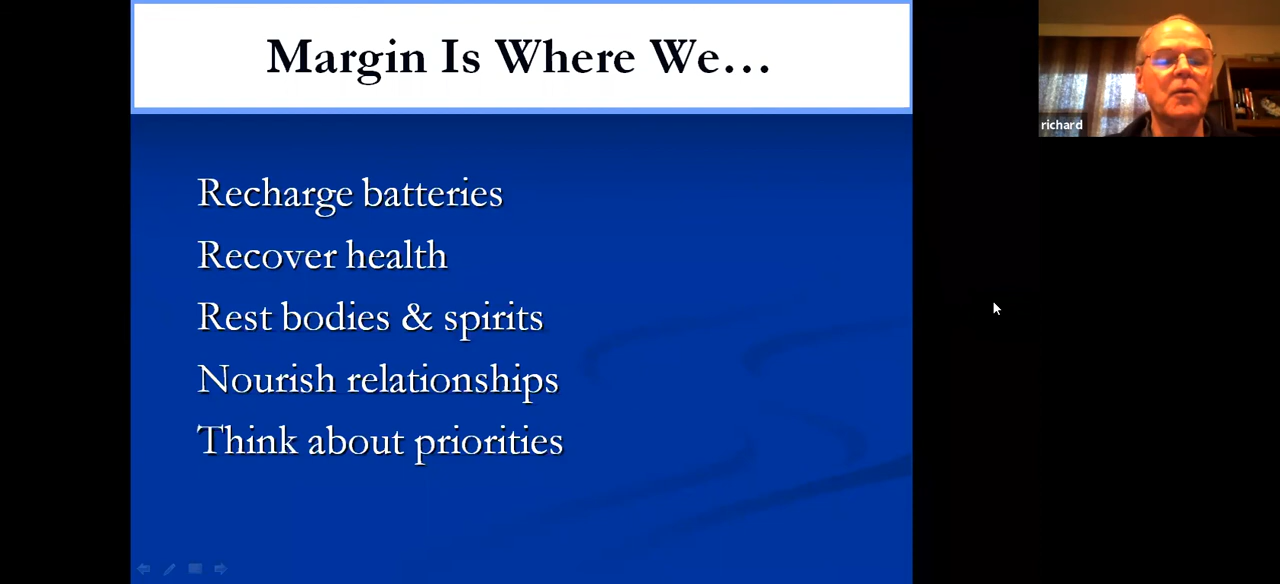 Margin Is Where We…
Recharge batteries
Recover health
Rest bodies & spirits
Nourish relationships
Think about priorities
richard